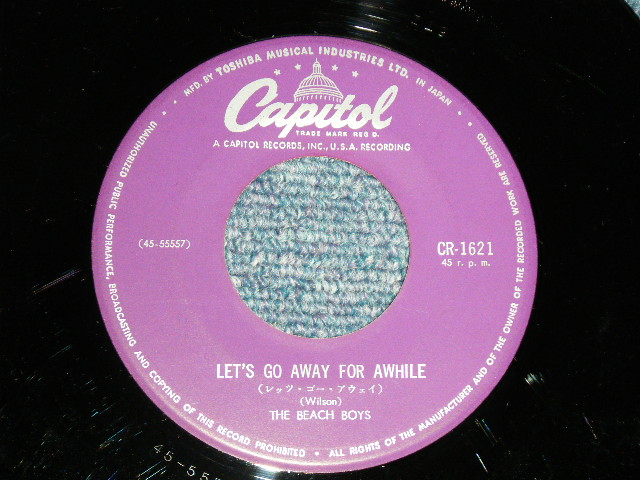 MFD. BY TOSHIBA MUSICAL INDUSTRIES LTD. IN JAPAN
Capitol
TRADE MARK REG D.
A CAPITOL RECORDS, INC., U.S.A. RECORDING
(45-55557)
CR-1621
45 r. p. m.
LET'S GO AWAY FOR AWHILE
(レッツ・ゴー・アウェイ)
(Wilson)
THE BEACH BOYS
UNAUTHORIZED PUBLIC PERFORMANCE, BROADCASTING AND COPYING OF THIS RECORD PROHIBITED • ALL RIGHTS OF THE MANUFACTURER AND OF THE OWNER OF THE RECORDED WORK ARE RESERVED
45-555